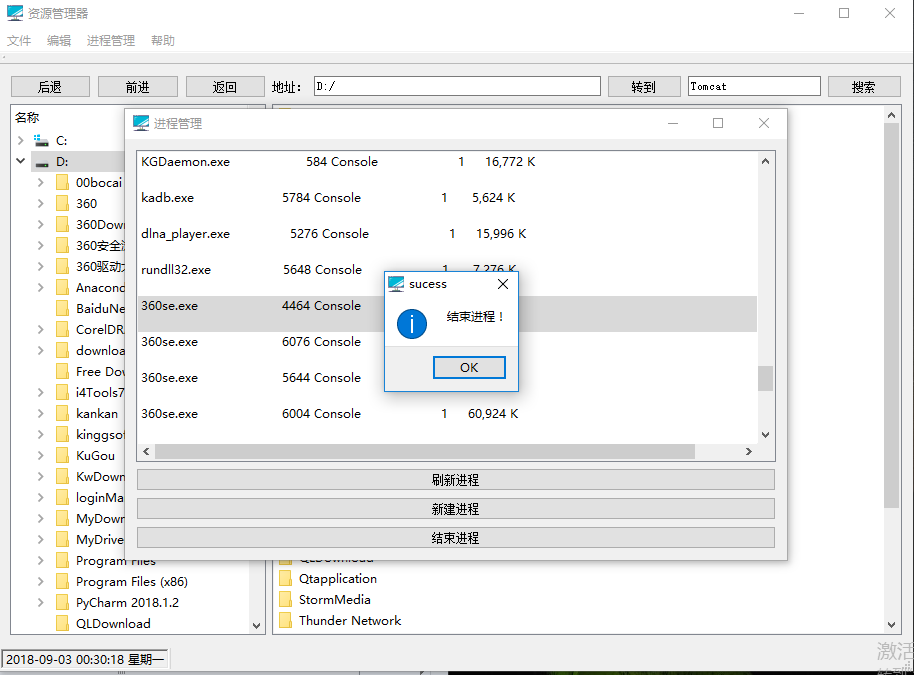 资源管理器
文件 编辑 进程管理 帮助
后退 前进 返回 地址: D:/ 转到 Tomcat 搜索
名称
C:
D:
00bocai
360
360Dow
360安全
360驱动
Anacond
BaiduNe
CorelDR
downloa
Free Dow
i4Tools7
kankan
kinggsof
KuGou
KwDown
loginMa
MyDown
MyDrive
Program Files
Program Files (x86)
PyCharm 2018.1.2
QLDownload
进程管理
KGDaemon.exe 584 Console 1 16,772 K
kadb.exe 5784 Console 1 5,624 K
dlna_player.exe 5276 Console 1 15,996 K
rundll32.exe 5648 Console 1 7,276 K
360se.exe 4464 Console
360se.exe 6076 Console
360se.exe 5644 Console
360se.exe 6004 Console 1 60,924 K
刷新进程
新建进程
结束进程
sucess
结束进程！
OK
QLDownload
Qtapplication
StormMedia
Thunder Network
2018-09-03 00:30:18 星期一
激活